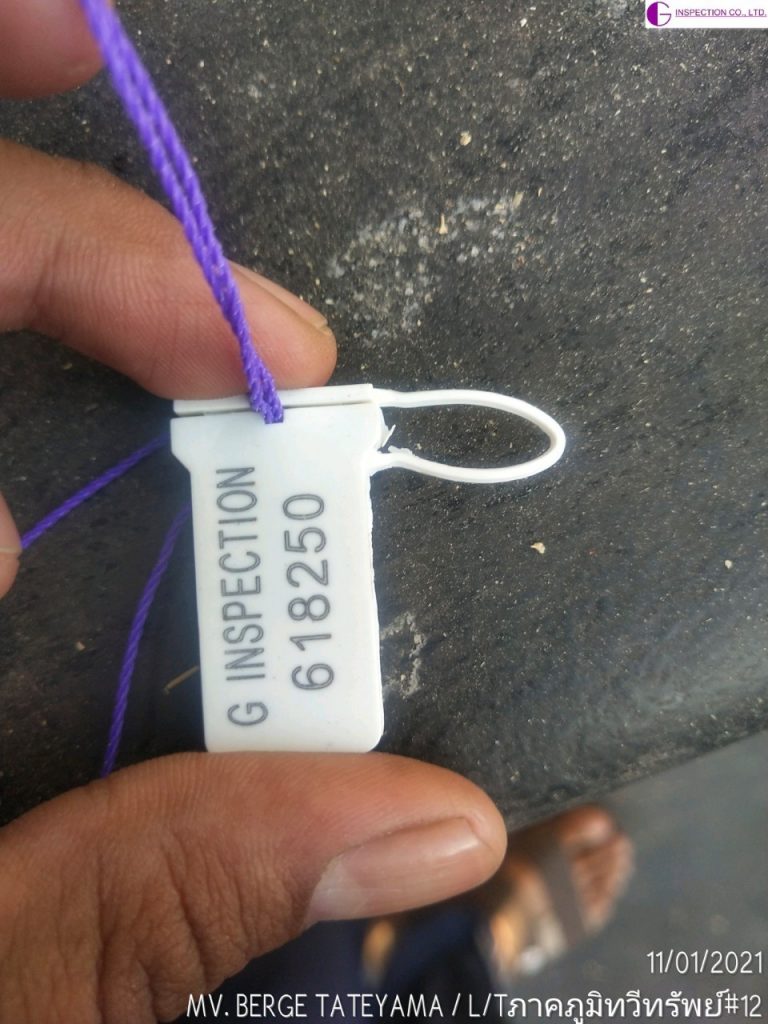 G INSPECTION CO., LTD.
G INSPECTION
618250
11/01/2021
MV. BERGE TATEYAMA / L/Tภาคภูมิทวีทรัพย์#12